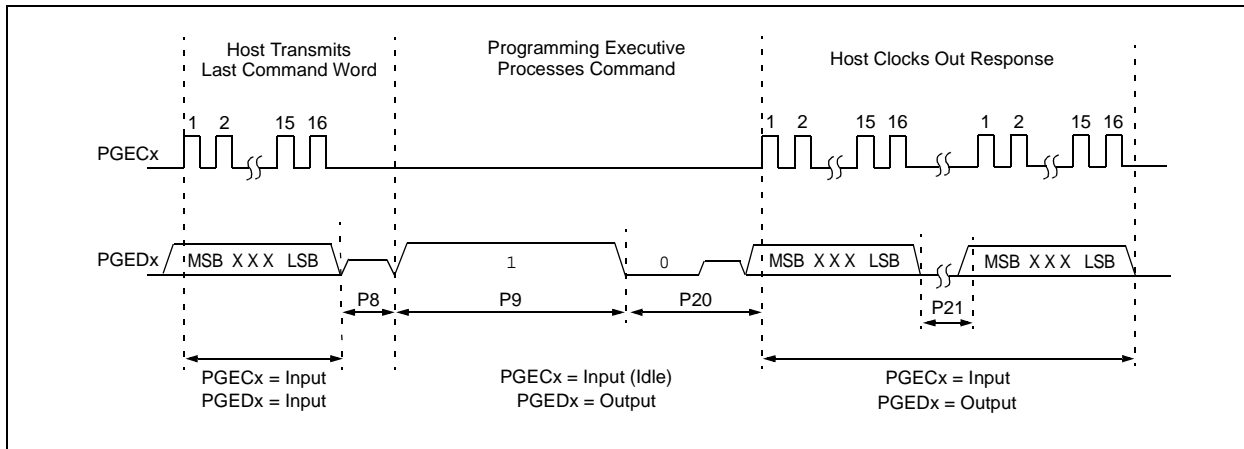 Host Transmits
Last Command Word
Programming Executive
Processes Command
Host Clocks Out Response
1 2 15 16
1 2 15 16
1 2 15 16
PGECx
PGEDx
MSB X X X LSB
1
0
MSB X X X LSB
MSB X X X LSB
P8
P9
P20
P21
PGECx = Input
PGEDx = Input
PGECx = Input (Idle)
PGEDx = Output
PGECx = Input
PGEDx = Output